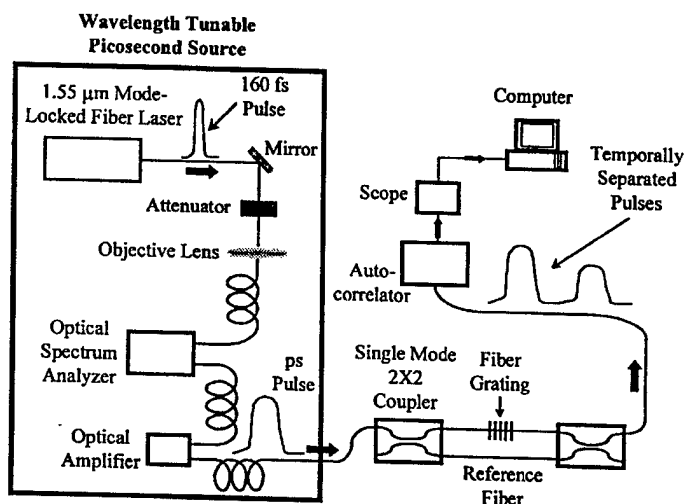 Wavelength Tunable
Picosecond Source
1.55 μm Mode-
Locked Fiber Laser
160 fs
Pulse
Mirror
Attenuator
Objective Lens
Optical
Spectrum
Analyzer
ps
Pulse
Optical
Amplifier
Computer
Scope
Temporally
Separated
Pulses
Auto-
correlator
Single Mode
2X2
Coupler
Fiber
Grating
Reference
Fiber